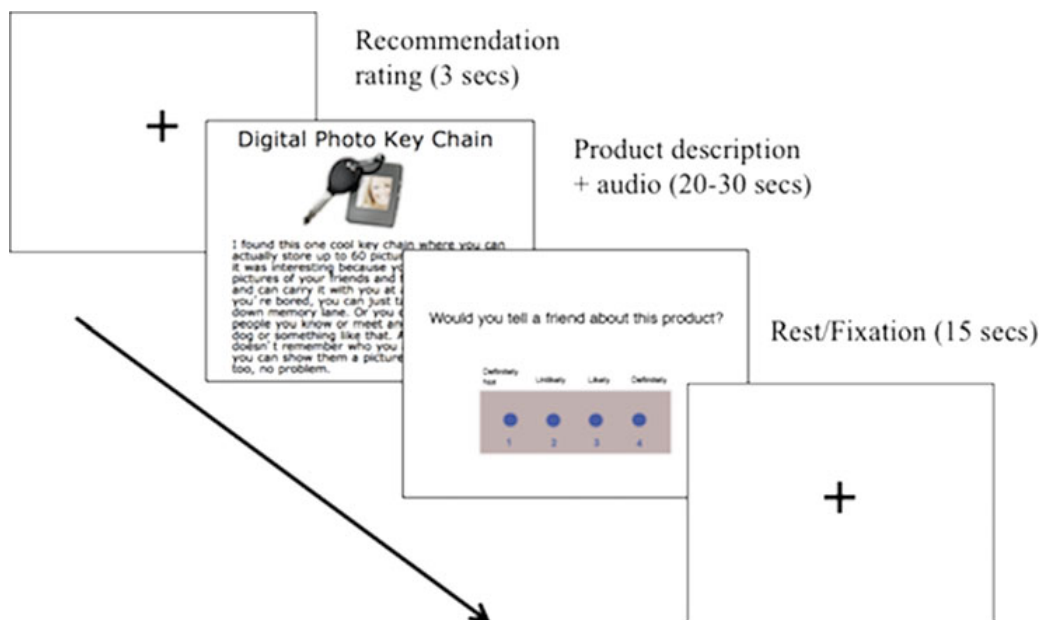 Recommendation
rating (3 secs)
Digital Photo Key Chain
Product description
+ audio (20-30 secs)
I found this one cool key chain where you can
actually store up to 60
it was interesting because
pictures of your friends and
and can carry it with you at
you're bored, you can just
down memory lane. Or you
people you know or meet
dog or something like that.
doesn't remember who you
you can show them a picture
too, no problem.
Would you tell a friend about this product?
Rest/Fixation (15 secs)
Definitely
Not
Unlikely
Likely
Definitely
1 2 3 4